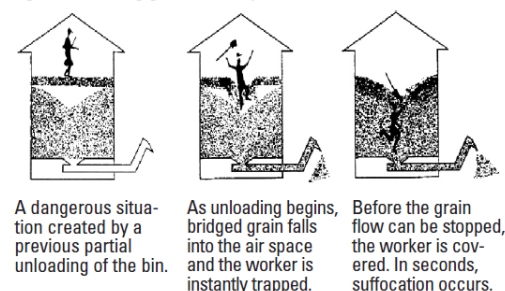 A dangerous situa-
tion created by a
previous partial
unloading of the bin.
As unloading begins,
bridged grain falls
into the air space
and the worker is
instantly trapped.
Before the grain
flow can be stopped,
the worker is cov-
ered. In seconds,
suffocation occurs.